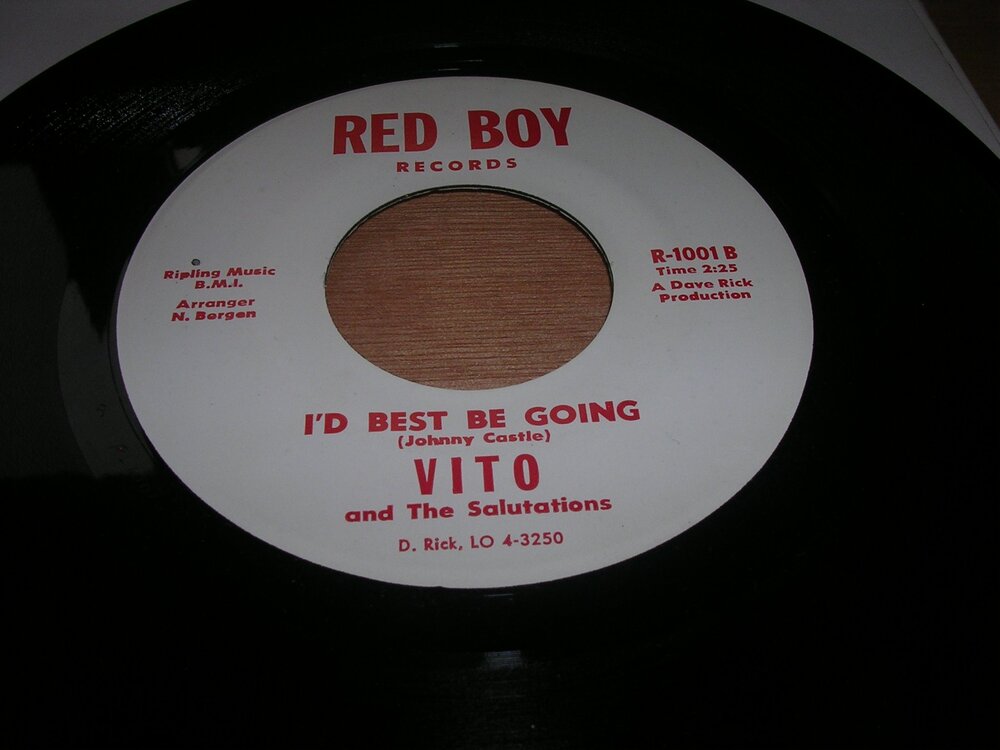 RED BOY
RECORDS
Ripling Music
B.M.I.
Arranger
N. Bergen
R-1001 B
Time 2:25
A Dave Rick
Production
I'D BEST BE GOING
(Johnny Castle)
VITO
and The Salutations
D. Rick, LO 4-3250